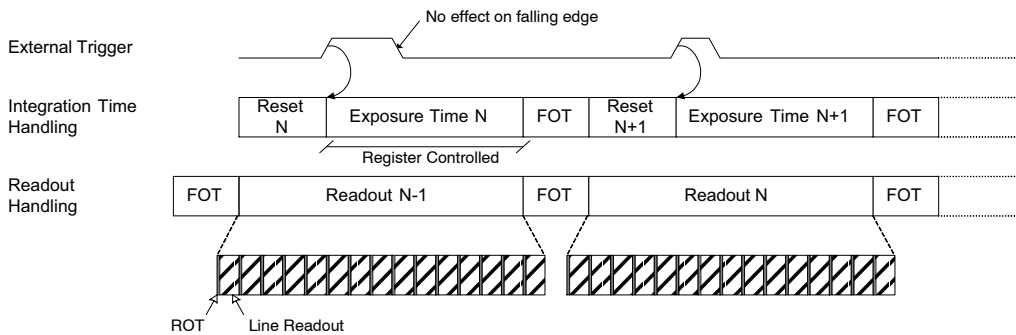 No effect on falling edge
External Trigger
Integration Time
Handling
Reset
N
Exposure Time N
FOT
Reset
N+1
Exposure Time N+1
FOT
Register Controlled
Readout
Handling
FOT
Readout N-1
FOT
Readout N
FOT
ROT
Line Readout